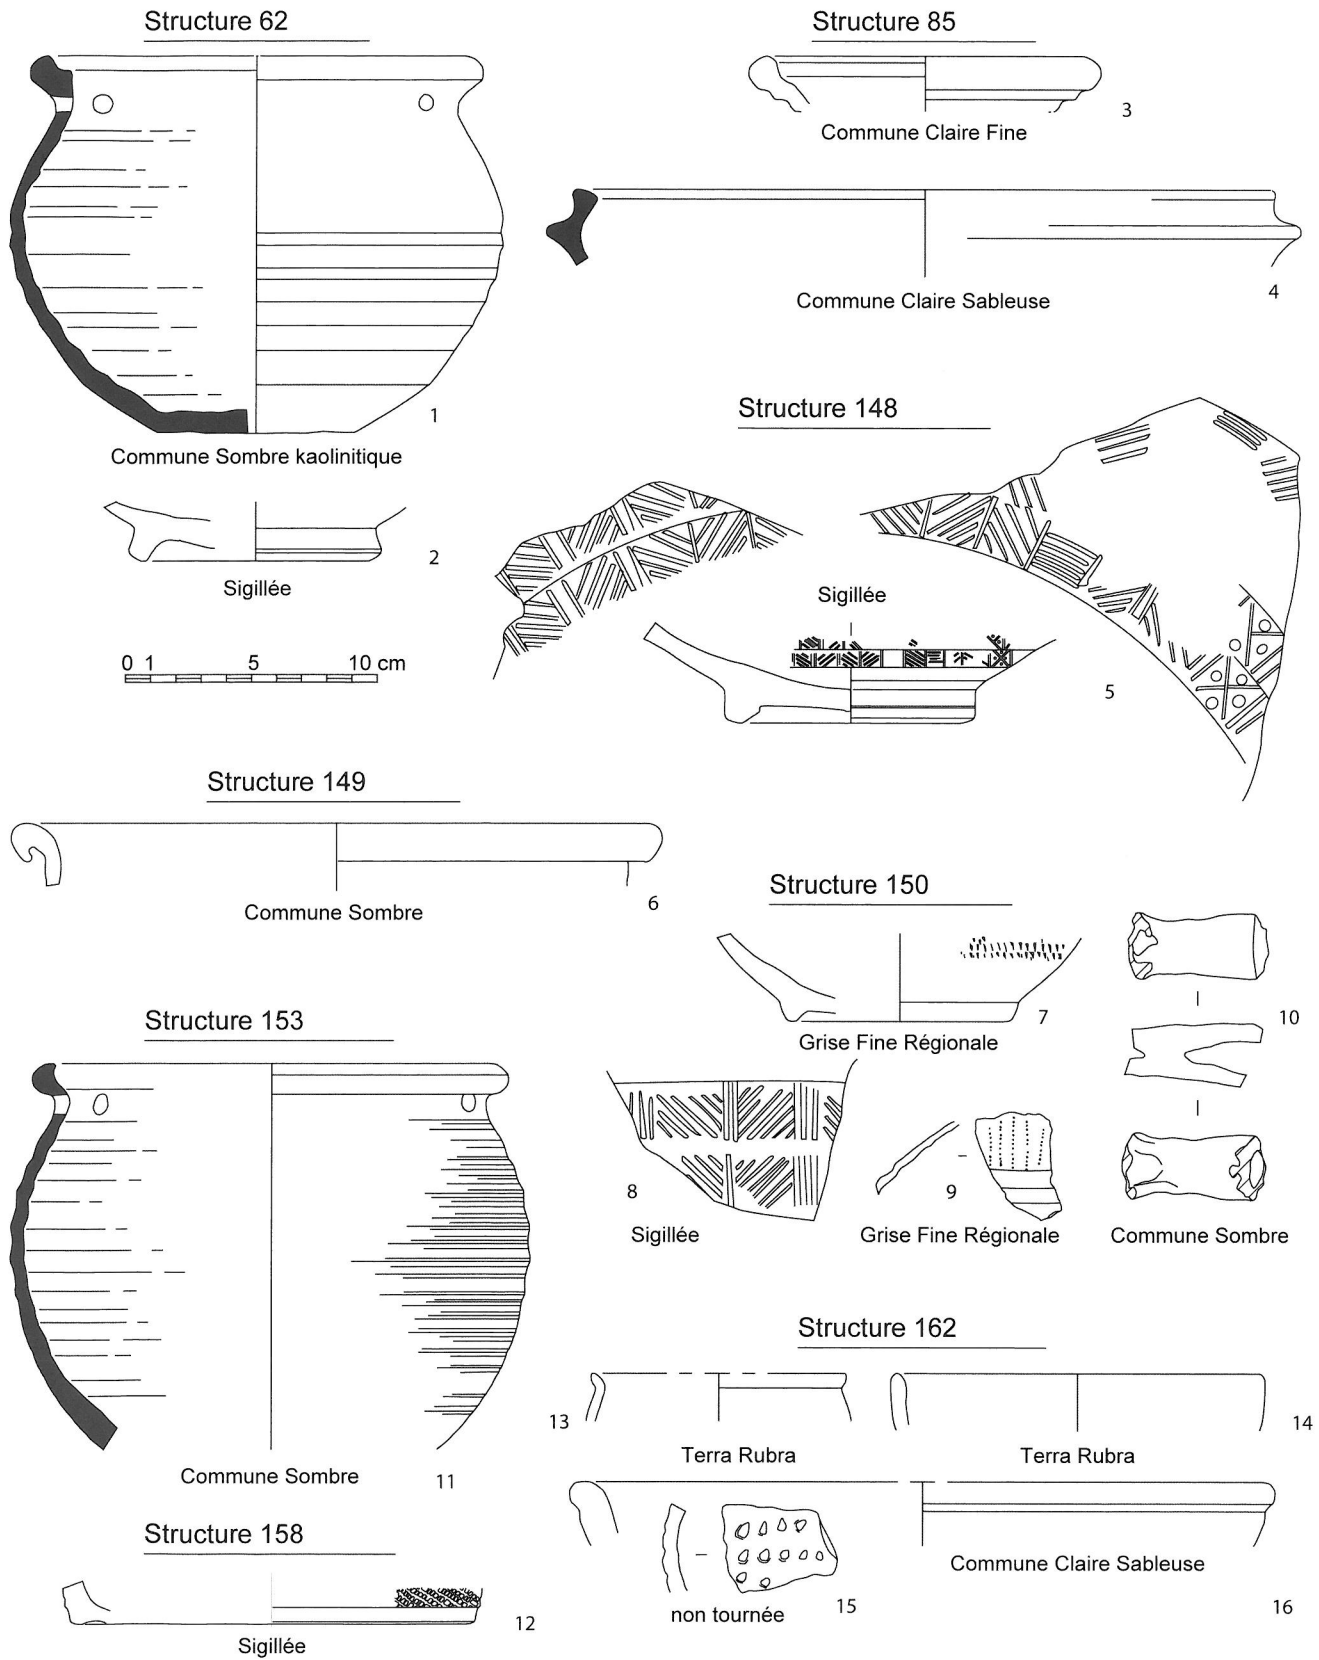 Structure 62
1
Commune Sombre kaolinitique
2
Sigillée
0 1 5 10 cm
Structure 85
3
Commune Claire Fine
Commune Claire Sableuse
4
Structure 148
Sigillée
5
Structure 149
6
Commune Sombre
Structure 150
7
Grise Fine Régionale
8
Sigillée
9
Grise Fine Régionale
10
Commune Sombre
Structure 153
Commune Sombre
11
Structure 158
12
Sigillée
Structure 162
13
Terra Rubra
14
Terra Rubra
15
non tournée
Commune Claire Sableuse
16